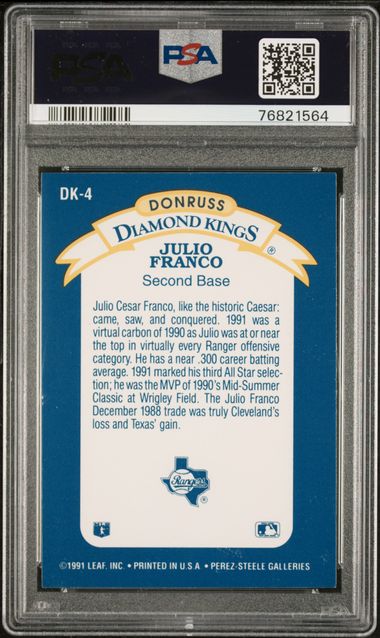 PSA
PSA
76821564
DK-4
DONRUSS
DIAMOND KINGS
®
JULIO
FRANCO
Second Base
Julio Cesar Franco, like the historic Caesar:
came, saw, and conquered. 1991 was a
virtual carbon of 1990 as Julio was at or near
the top in virtually every Ranger offensive
category. He has a near .300 career batting
average. 1991 marked his third All Star selec-
tion; he was the MVP of 1990's Mid-Summer
Classic at Wrigley Field. The Julio Franco
December 1988 trade was truly Cleveland's
loss and Texas' gain.
Rangers
®
©1991 LEAF, INC. • PRINTED IN U.S.A. • PEREZ-STEELE GALLERIES
PSA